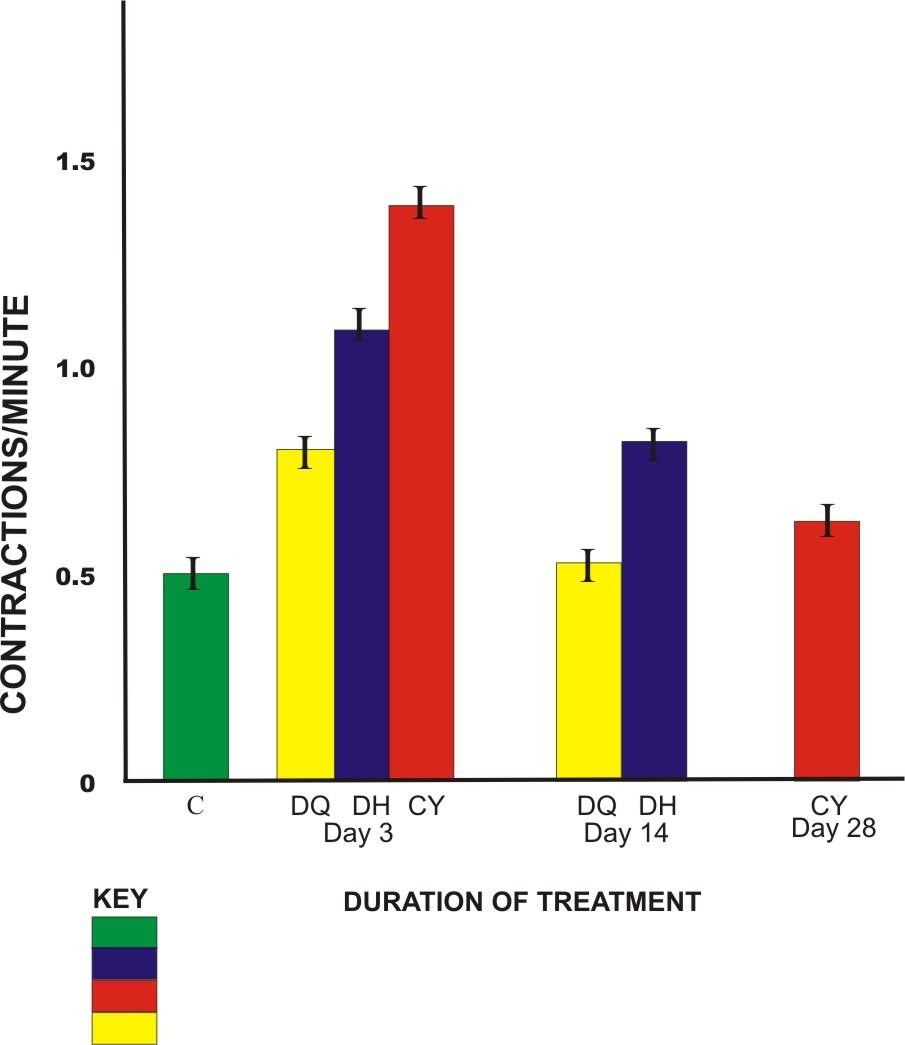 1.5
1.0
0.5
0
CONTRACTIONS/MINUTE
C DQ DH CY DQ DH CY
Day 3 Day 14 Day 28
DURATION OF TREATMENT
KEY